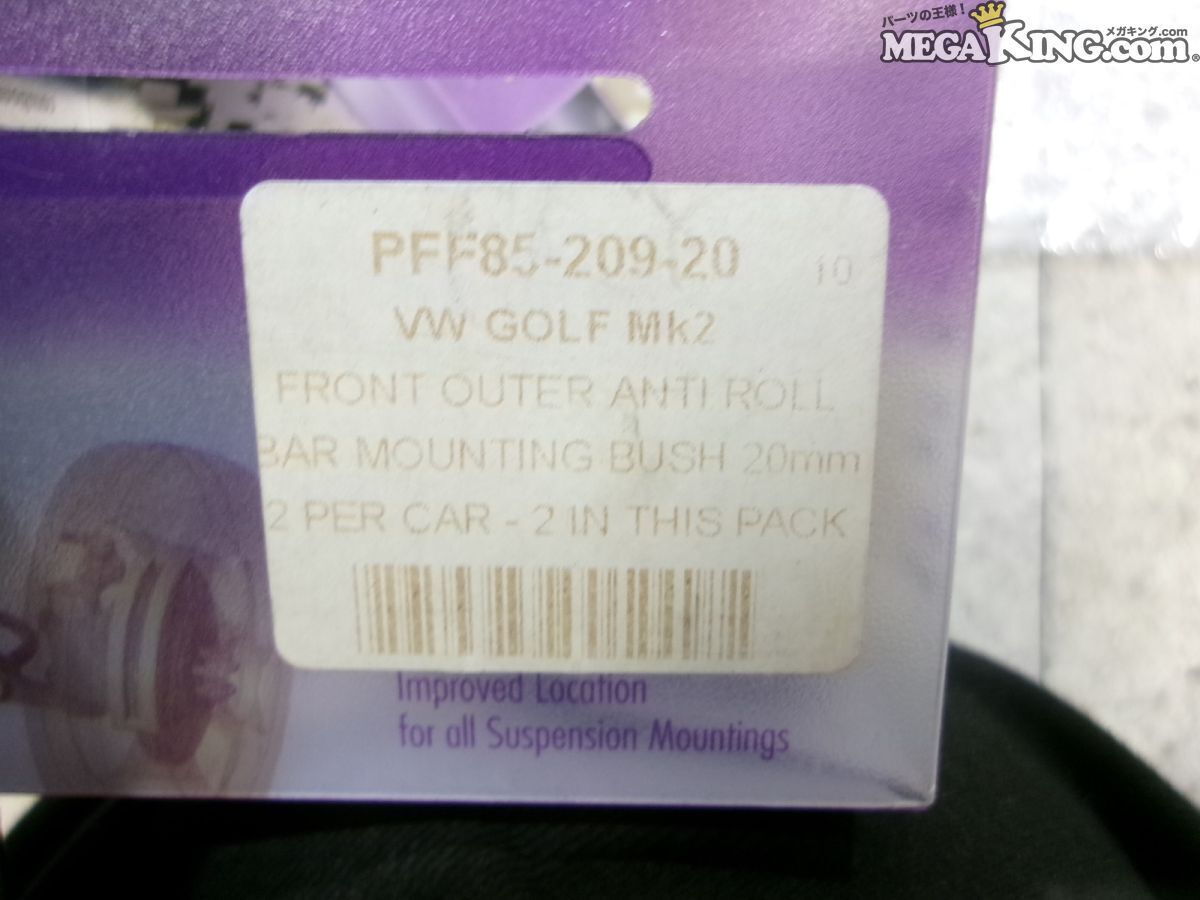 パーツの王様!
メガキング.com
MEGAKING.com®
PFF85-209-20
10
VW GOLF Mk2
FRONT OUTER ANTI ROLL
BAR MOUNTING BUSH 20mm
2 PER CAR - 2 IN THIS PACK
Improved Location
for all Suspension Mountings